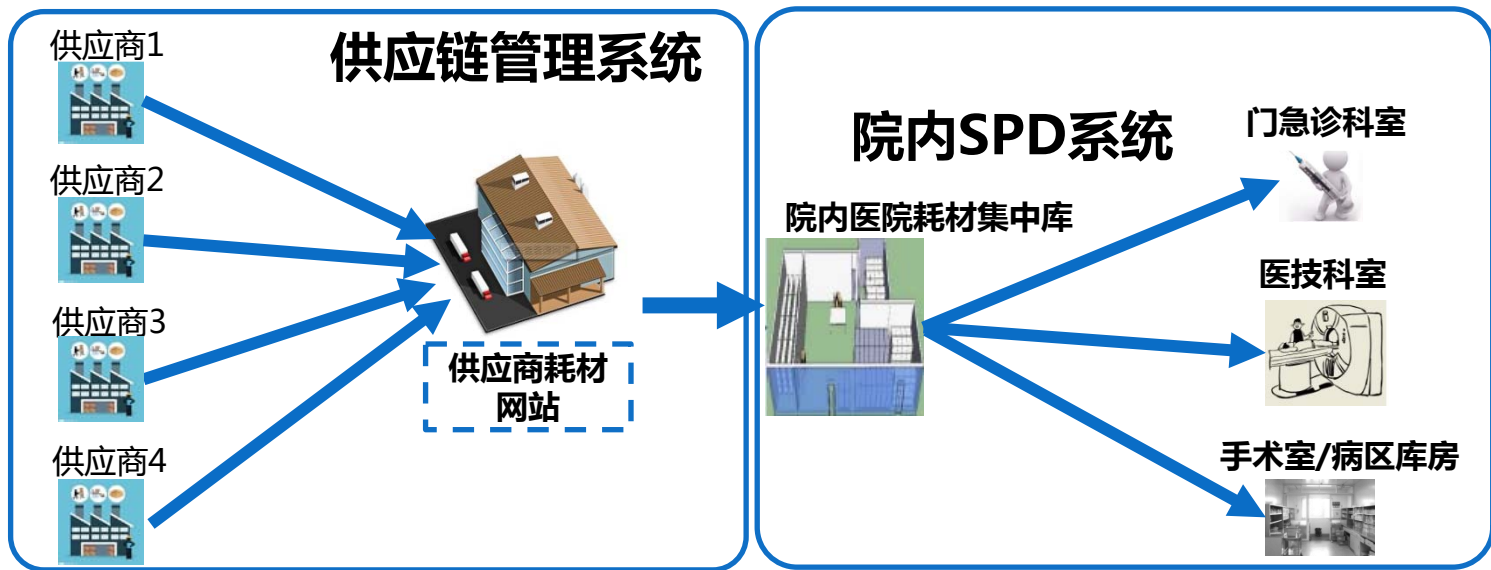 供应商1
供应链管理系统
供应商2
供应商3
供应商4
供应商耗材
网站
院内SPD系统
院内医院耗材集中库
门急诊科室
医技科室
手术室/病区库房